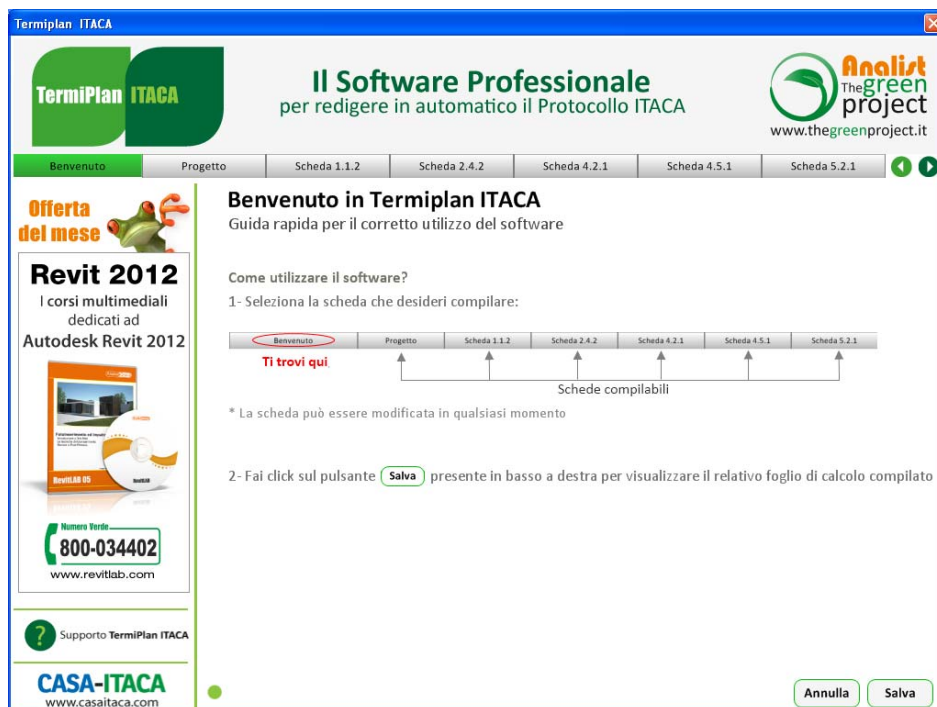 Termiplan ITACA
TermiPlan ITACA
Il Software Professionale
per redigere in automatico il Protocollo ITACA
Analist
The green
project
www.thegreenproject.it
Benvenuto Progetto Scheda 1.1.2 Scheda 2.4.2 Scheda 4.2.1 Scheda 4.5.1 Scheda 5.2.1
Offerta
del mese
Revit 2012
I corsi multimediali
dedicati ad
Autodesk Revit 2012
RevitLAB 05
Numero Verde
800-034402
www.revitlab.com
? Supporto TermiPlan ITACA
CASA-ITACA
www.casaitaca.com
Benvenuto in Termiplan ITACA
Guida rapida per il corretto utilizzo del software
Come utilizzare il software?
1- Seleziona la scheda che desideri compilare:
Benvenuto Progetto Scheda 1.1.2 Scheda 2.4.2 Scheda 4.2.1 Scheda 4.5.1 Scheda 5.2.1
Ti trovi qui
Schede compilabili
* La scheda può essere modificata in qualsiasi momento
2- Fai click sul pulsante Salva presente in basso a destra per visualizzare il relativo foglio di calcolo compilato
Annulla Salva